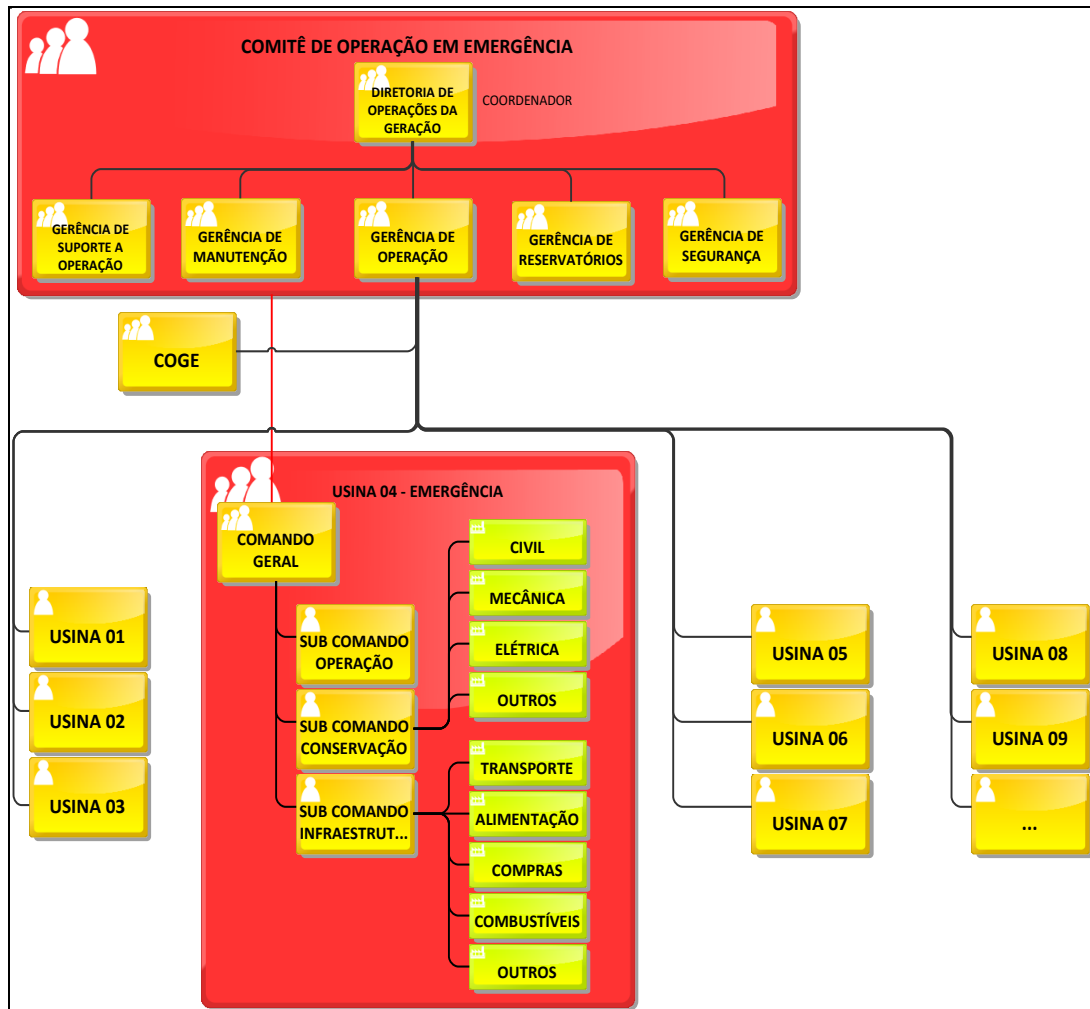 COMITÊ DE OPERAÇÃO EM EMERGÊNCIA
DIRETORIA DE
OPERAÇÕES DA
GERAÇÃO
COORDENADOR
GERÊNCIA DE
SUPORTE A
OPERAÇÃO
GERÊNCIA DE
MANUTENÇÃO
GERÊNCIA DE
OPERAÇÃO
GERÊNCIA DE
RESERVATÓRIOS
GERÊNCIA DE
SEGURANÇA
COGE
USINA 04 - EMERGÊNCIA
COMANDO
GERAL
SUB COMANDO
OPERAÇÃO
SUB COMANDO
CONSERVAÇÃO
SUB COMANDO
INFRAESTRUT...
CIVIL
MECÂNICA
ELÉTRICA
OUTROS
TRANSPORTE
ALIMENTAÇÃO
COMPRAS
COMBUSTÍVEIS
OUTROS
USINA 01
USINA 02
USINA 03
USINA 05
USINA 06
USINA 07
USINA 08
USINA 09
...